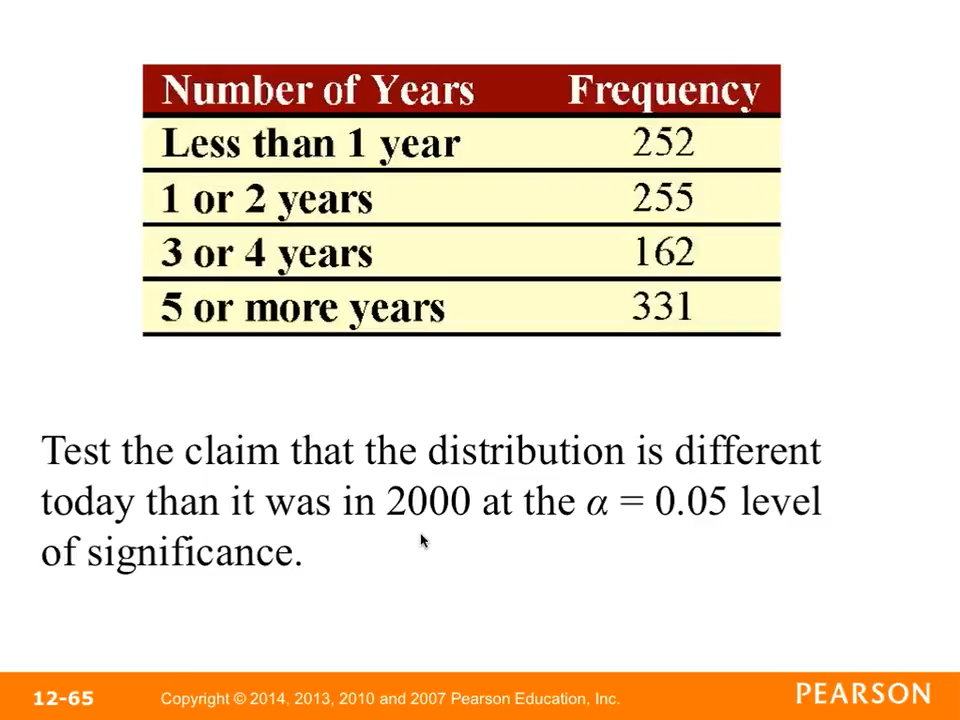 Number of Years Frequency
Less than 1 year 252
1 or 2 years 255
3 or 4 years 162
5 or more years 331
Test the claim that the distribution is different
today than it was in 2000 at the α = 0.05 level
of significance.
12-65 Copyright © 2014, 2013, 2010 and 2007 Pearson Education, Inc. PEARSON